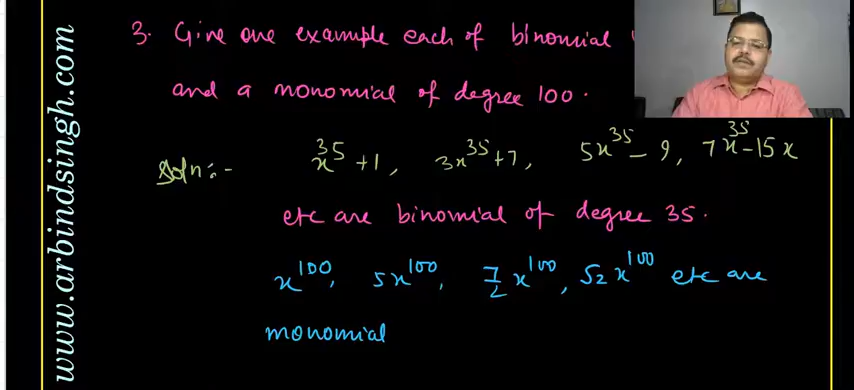 3. Give one example each of binomial
and a monomial of degree 100.
Soln:- x^35 + 1, 3x^35 + 7, 5x^35 - 9, 7x^35 - 15x
etc are binomial of degree 35.
x^100, 5x^100, 7/2 x^100, √2 x^100 etc are
monomial
www.arbindsingh.com